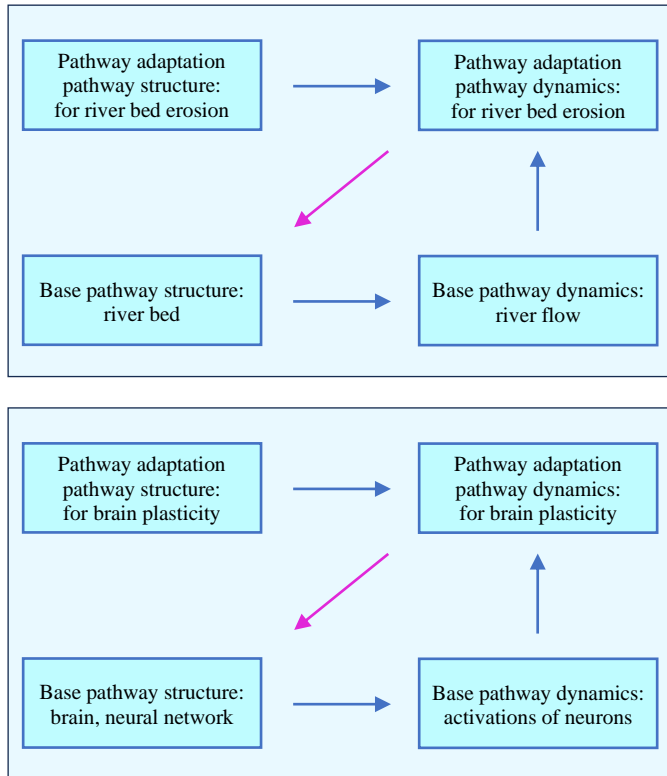 Pathway adaptation
pathway structure:
for river bed erosion
Pathway adaptation
pathway dynamics:
for river bed erosion
Base pathway structure:
river bed
Base pathway dynamics:
river flow
Pathway adaptation
pathway structure:
for brain plasticity
Pathway adaptation
pathway dynamics:
for brain plasticity
Base pathway structure:
brain, neural network
Base pathway dynamics:
activations of neurons